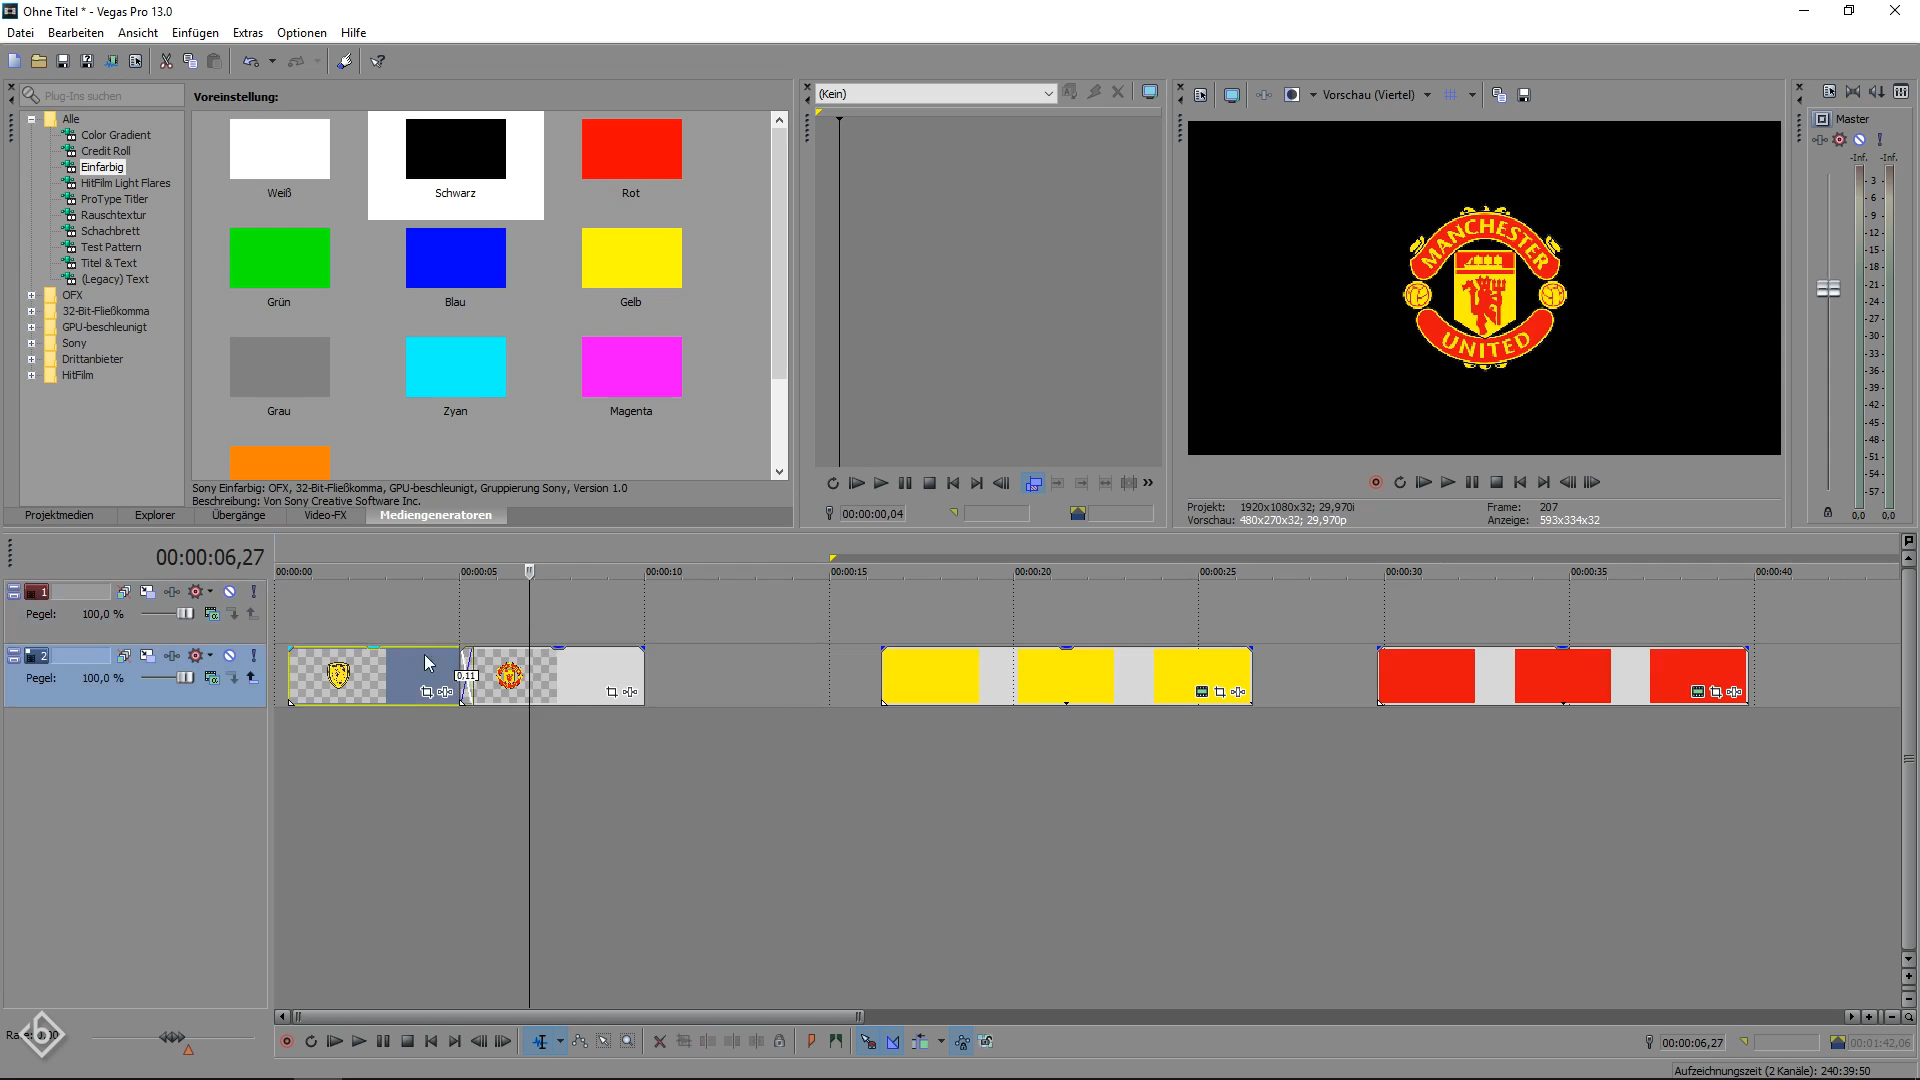 Ohne Titel * - Vegas Pro 13.0
Datei Bearbeiten Ansicht Einfügen Extras Optionen Hilfe
Plug-Ins suchen
Alle
Color Gradient
Credit Roll
Einfarbig
HitFilm Light Flares
ProType Titler
Rauschtextur
Schachbrett
Test Pattern
Titel & Text
(Legacy) Text
OFX
32-Bit-Fließkomma
GPU-beschleunigt
Sony
Drittanbieter
HitFilm
Voreinstellung:
Weiß Schwarz Rot
Grün Blau Gelb
Grau Zyan Magenta
Sony Einfarbig: OFX, 32-Bit-Fließkomma, GPU-beschleunigt, Gruppierung Sony, Version 1.0
Beschreibung: Von Sony Creative Software Inc.
Projektmedien Explorer Übergänge Video-FX Mediengeneratoren
(Kein)
00:00:00,04
Vorschau (Viertel)
MANCHESTER
UNITED
Projekt: 1920x1080x32; 29,970i Frame: 207
Vorschau: 480x270x32; 29,970p Anzeige: 593x334x32
Master
-Inf. -Inf.
- 3 -
- 6 -
- 9 -
-12-
-15-
-18-
-21-
-24-
-27-
-30-
-33-
-36-
-39-
-42-
-45-
-48-
-51-
-54-
-57-
0,0 0,0
00:00:06,27
00:00:00 00:00:05 00:00:10 00:00:15 00:00:20 00:00:25 00:00:30 00:00:35 00:00:40
1
Pegel: 100,0 %
2
Pegel: 100,0 %
0,11
00:00:06,27 00:01:42,06
Aufzeichnungszeit (2 Kanäle): 240:39:50